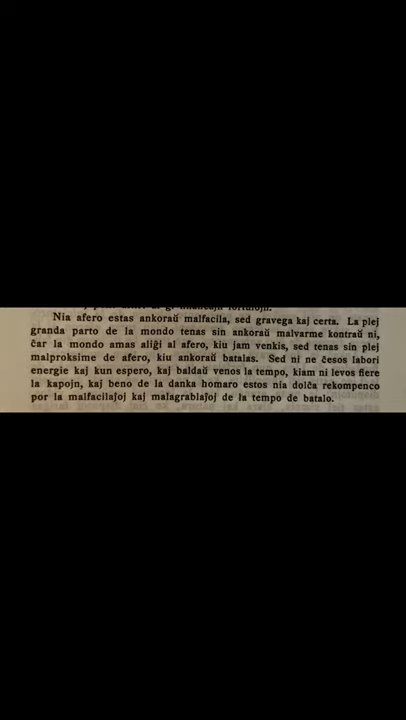 Nia afero estas ankoraŭ malfacila, sed gravega kaj certa. La plej
granda parto de la mondo tenas sin ankoraŭ malvarme kontraŭ ni,
ĉar la mondo amas aliĝi al afero, kiu jam venkis, sed tenas sin plej
malproksime de afero, kiu ankoraŭ batalas. Sed ni ne ĉesos labori
energie kaj kun espero, kaj baldaŭ venos la tempo, kiam ni levos fiere
la kapojn, kaj beno de la danka homaro estos nia dolĉa rekompenco
por la malfacilaĵoj kaj malagrablaĵoj de la tempo de batalo.